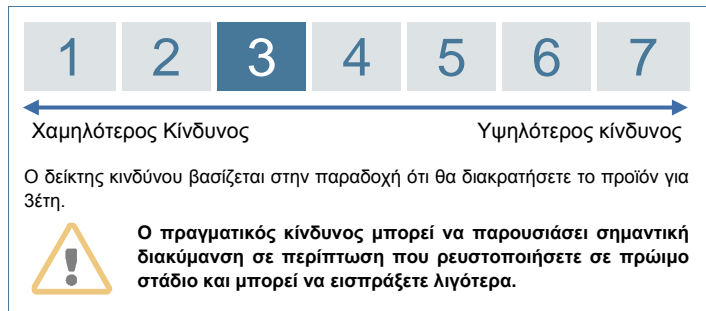 1 2 3 4 5 6 7
Χαμηλότερος Κίνδυνος Υψηλότερος κίνδυνος
Ο δείκτης κινδύνου βασίζεται στην παραδοχή ότι θα διακρατήσετε το προϊόν για
3έτη.
Ο πραγματικός κίνδυνος μπορεί να παρουσιάσει σημαντική
διακύμανση σε περίπτωση που ρευστοποιήσετε σε πρώιμο
στάδιο και μπορεί να εισπράξετε λιγότερα.